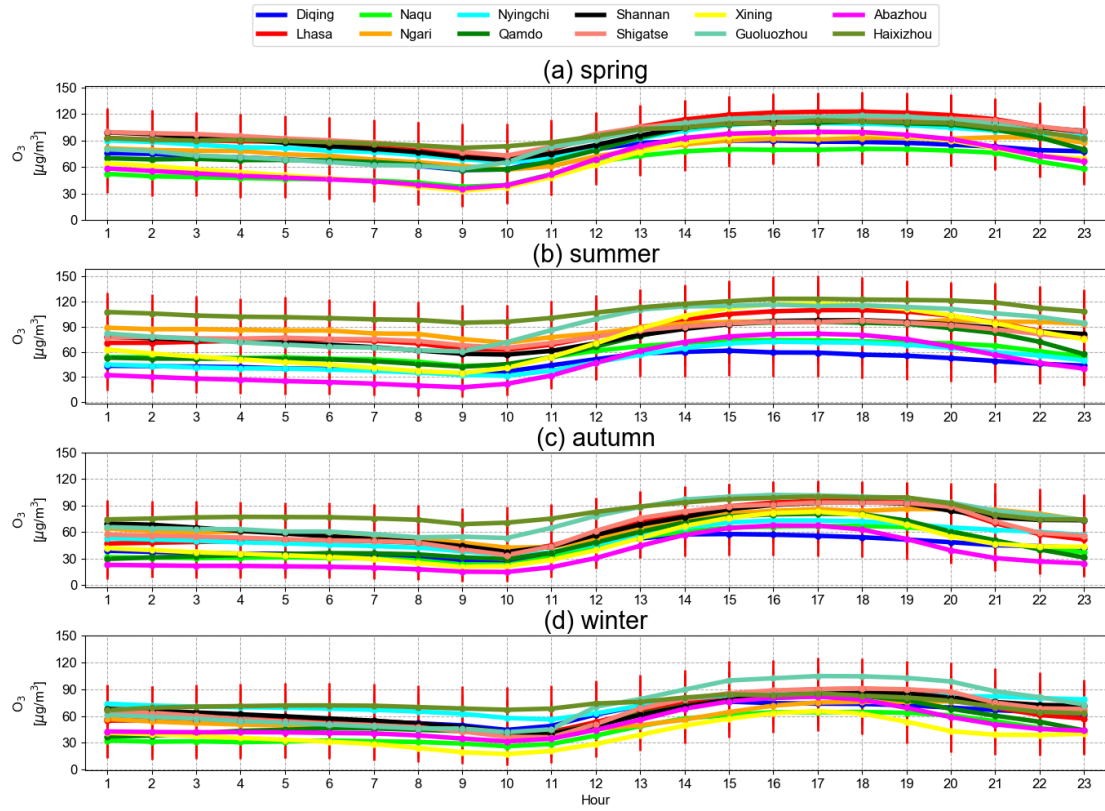 Diqing Naqu Nyingchi Shannan Xining Abazhou
Lhasa Ngari Qamdo Shigatse Guoluozhou Haixizhou
(a) spring
O₃
[μg/m³]
150
120
90
60
30
0
1 2 3 4 5 6 7 8 9 10 11 12 13 14 15 16 17 18 19 20 21 22 23
(b) summer
O₃
[μg/m³]
150
120
90
60
30
0
1 2 3 4 5 6 7 8 9 10 11 12 13 14 15 16 17 18 19 20 21 22 23
(c) autumn
O₃
[μg/m³]
150
120
90
60
30
0
1 2 3 4 5 6 7 8 9 10 11 12 13 14 15 16 17 18 19 20 21 22 23
(d) winter
O₃
[μg/m³]
150
120
90
60
30
0
1 2 3 4 5 6 7 8 9 10 11 12 13 14 15 16 17 18 19 20 21 22 23
Hour